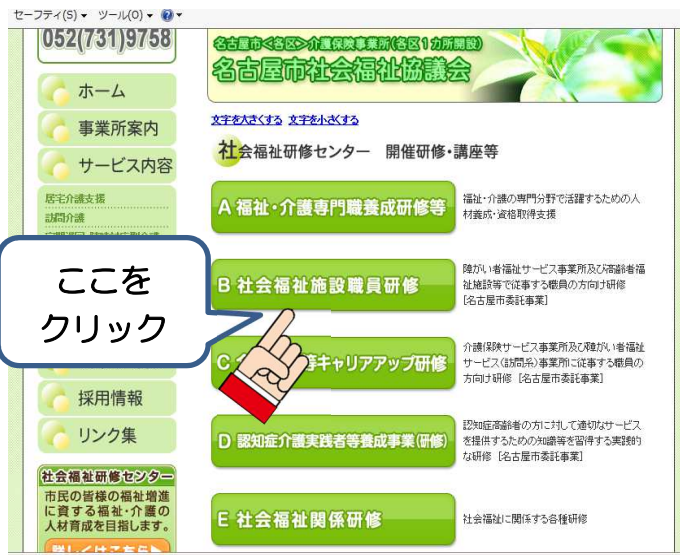 セーフティ(S) ツール(O)
052(731)9758
名古屋市<各区>介護保険事業所(各区1カ所開設)
名古屋市社会福祉協議会
ホーム
事業所案内
サービス内容
居宅介護支援
訪問介護
採用情報
リンク集
社会福祉研修センター
市民の皆様の福祉増進
に資する福祉・介護の
人材育成を目指します。
詳しくはこちら
文字を大きくする 文字を小さくする
社会福祉研修センター 開催研修・講座等
A 福祉・介護専門職養成研修等
福祉・介護の専門分野で活躍するための人
材養成・資格取得支援
ここを
クリック
B 社会福祉施設職員研修
障がい者福祉サービス事業所及び高齢者福
祉施設等で従事する職員の方向け研修
[名古屋市委託事業]
C 等キャリアアップ研修
介護保険サービス事業所及び障がい者福祉
サービス(訪問系)事業所に従事する職員の
方向け研修 [名古屋市委託事業]
D 認知症介護実践者等養成事業(研修)
認知症高齢者の方に対して適切なサービス
を提供するための知識等を習得する実践的
な研修 [名古屋市委託事業]
E 社会福祉関係研修
社会福祉に関係する各種研修